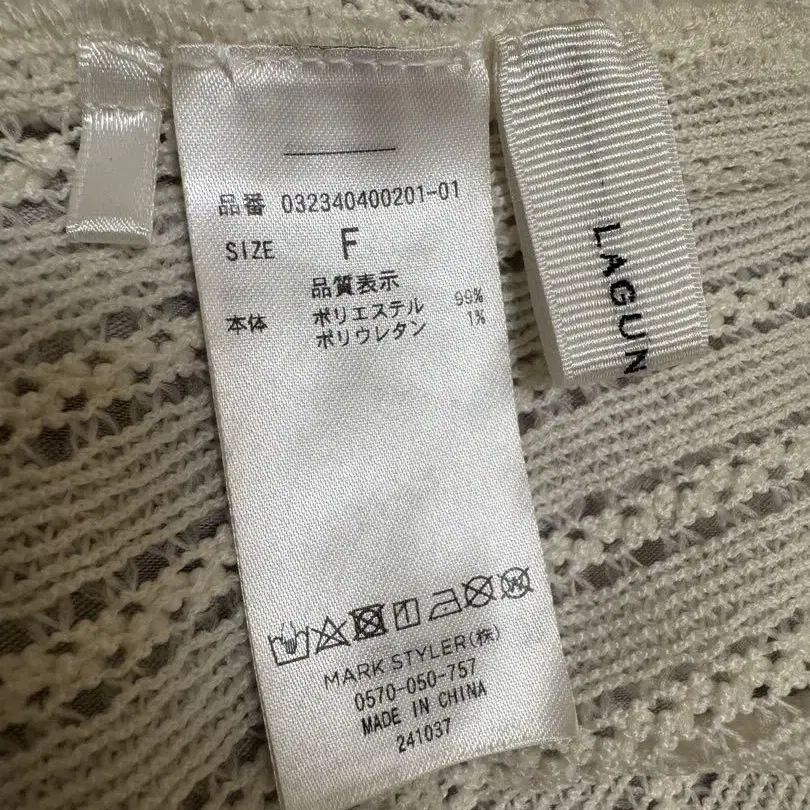 品番 032340400201-01
SIZE F
品質表示
本体 ポリエステル 99%
ポリウレタン 1%
MARK STYLER(株)
0570-050-757
MADE IN CHINA
241037
LAGUN